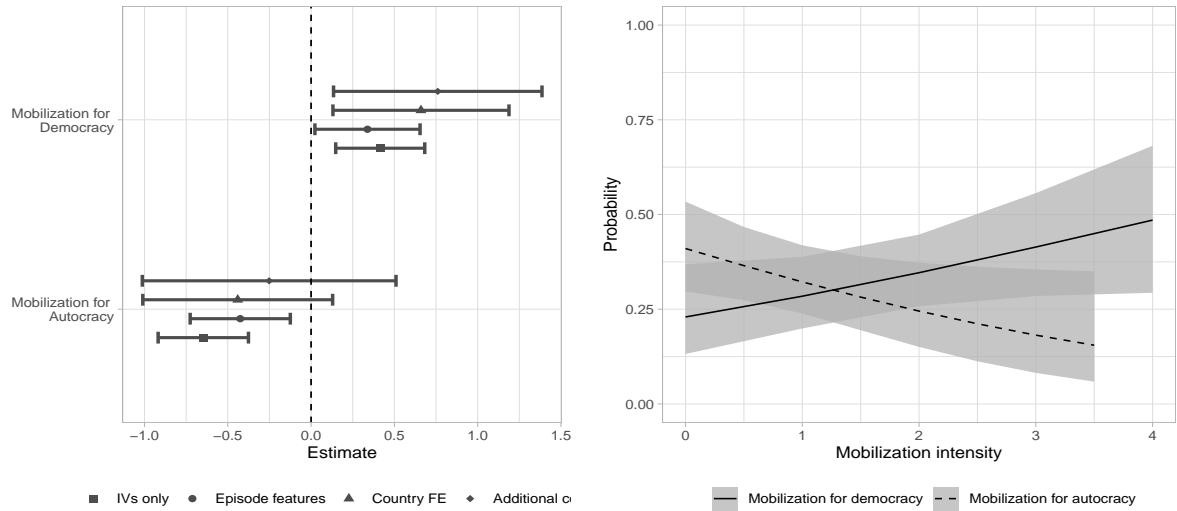 Mobilization for
Democracy
Mobilization for
Autocracy
−1.0 −0.5 0.0 0.5 1.0 1.5
Estimate
IVs only Episode features Country FE Additional co
1.00
0.75
0.50
0.25
0.00
Probability
0 1 2 3 4
Mobilization intensity
Mobilization for democracy Mobilization for autocracy